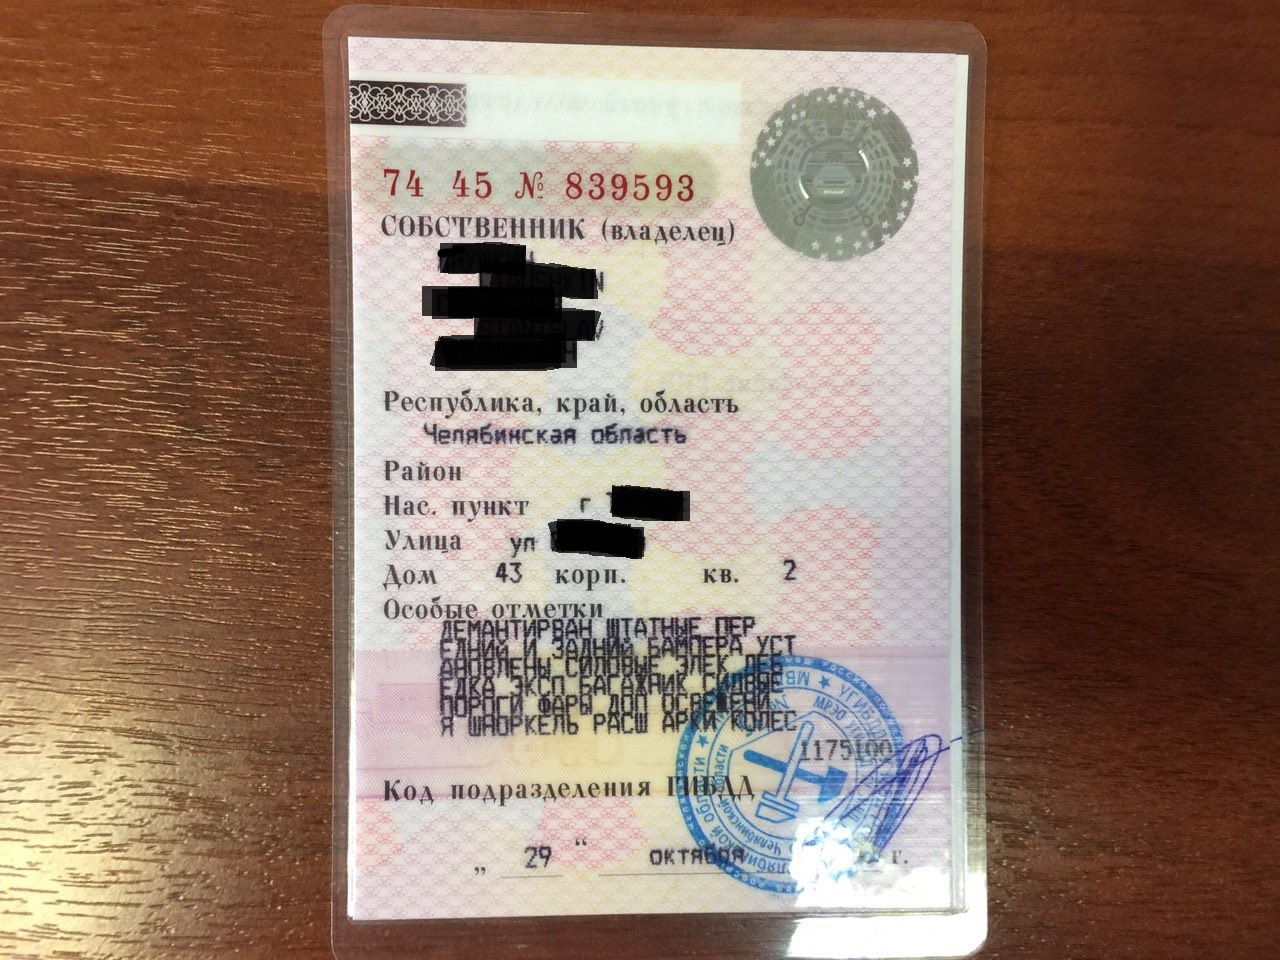 74 45 № 839593
СОБСТВЕННИК (владелец)
Республика, край, область
Челябинская область
Район
Нас. пункт г
Улица ул
Дом 43 корп. кв. 2
Особые отметки
ДЕМАНТИРВАН ШТАТНЫЕ ПЕР
ЕДНИЙ И ЗАДНИЙ БАМПЕРА УСТ
АНОВЛЕНЫ СИЛОВЫЕ ЭЛЕК ЛЕБ
ЕДКА ЭКСП БАГАЖНИК СИДЯЯЕ
ПОРОГИ ФАРЫ ДОП ОСВЕЩЕНИ
Я ШНОРКЕЛЬ РАСШ АРКИ КОЛЕС
1175100
Код подразделения ГИБДД
„ 29 “ октября г.